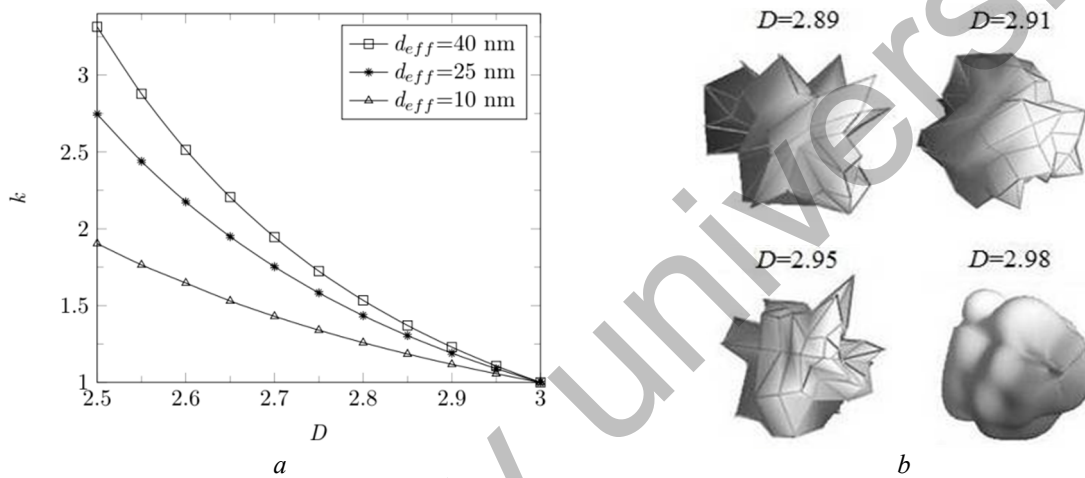 3
2.5
2
1.5
1
2.5
2.6
2.7
2.8
2.9
3
k
D
d_eff=40 nm
d_eff=25 nm
d_eff=10 nm
a
D=2.89
D=2.91
D=2.95
D=2.98
b
y universi